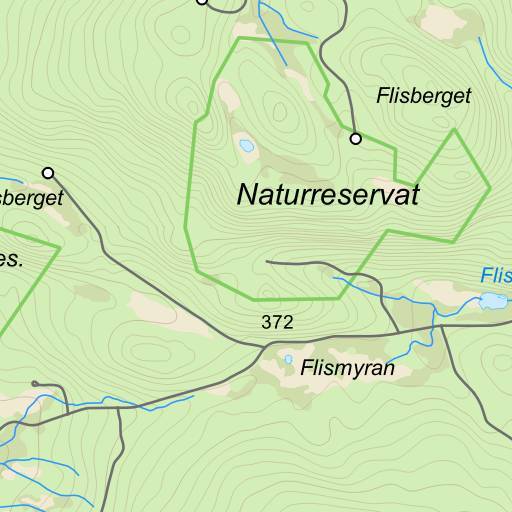 Flisberget
Naturreservat
sberget
es.
Flis
372
Flismyran